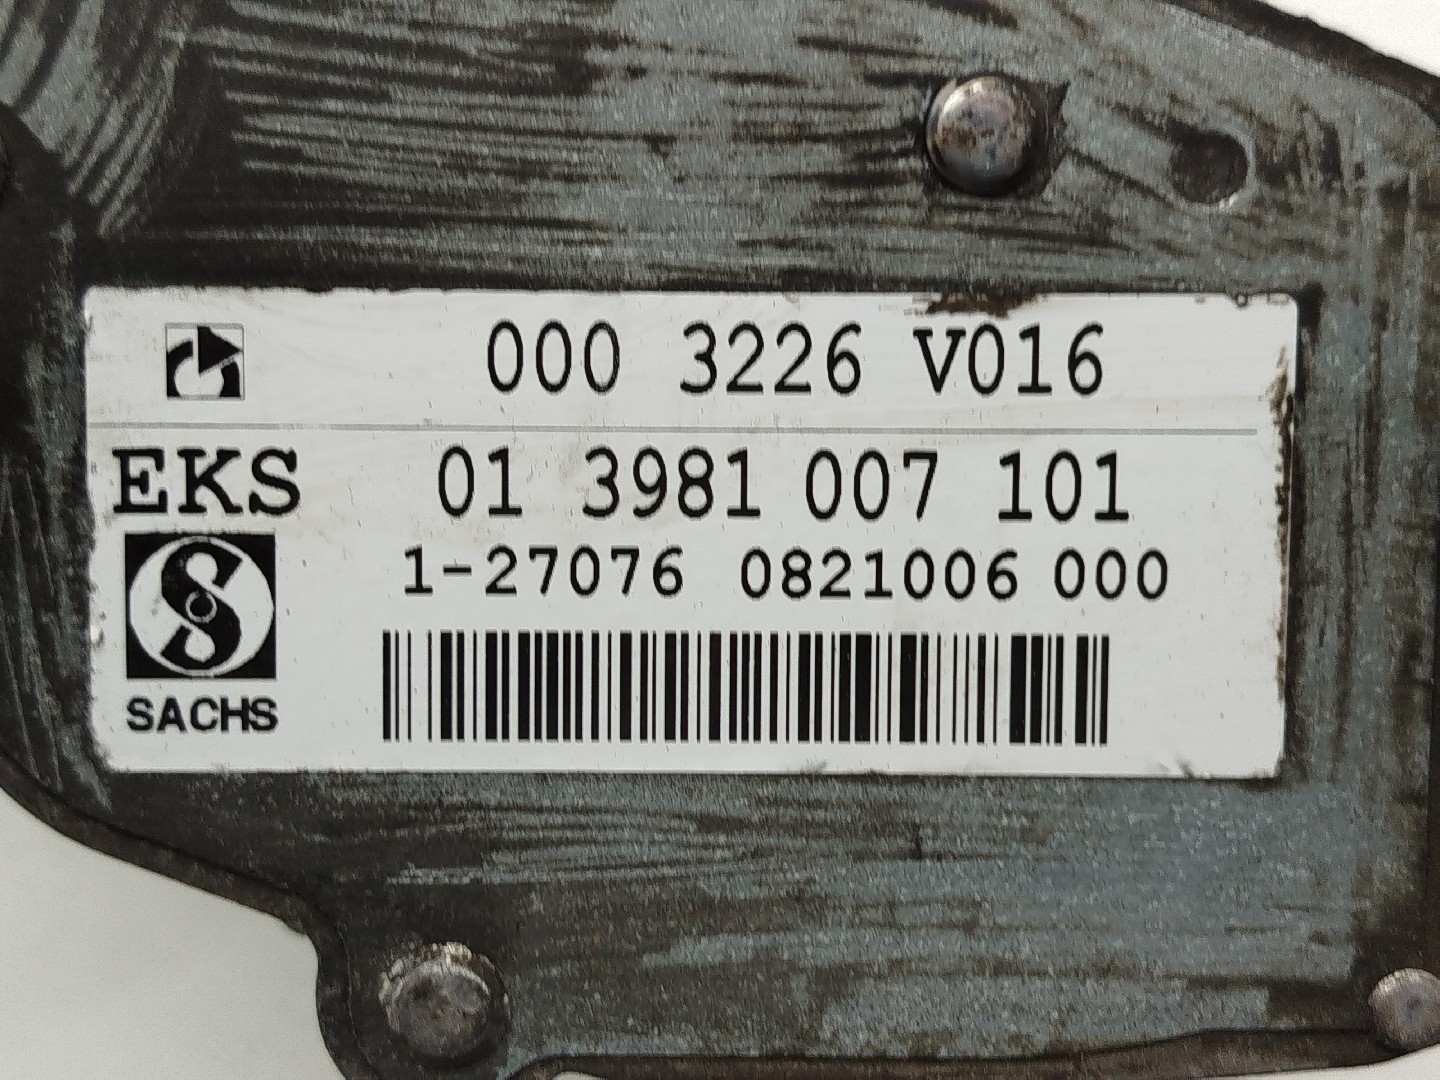 000 3226 V016
EKS 01 3981 007 101
1-27076 0821006 000
SACHS